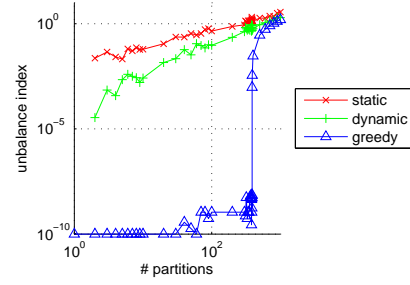 10^0
10^-5
10^-10
unbalance index
10^0
10^2
# partitions
static
dynamic
greedy